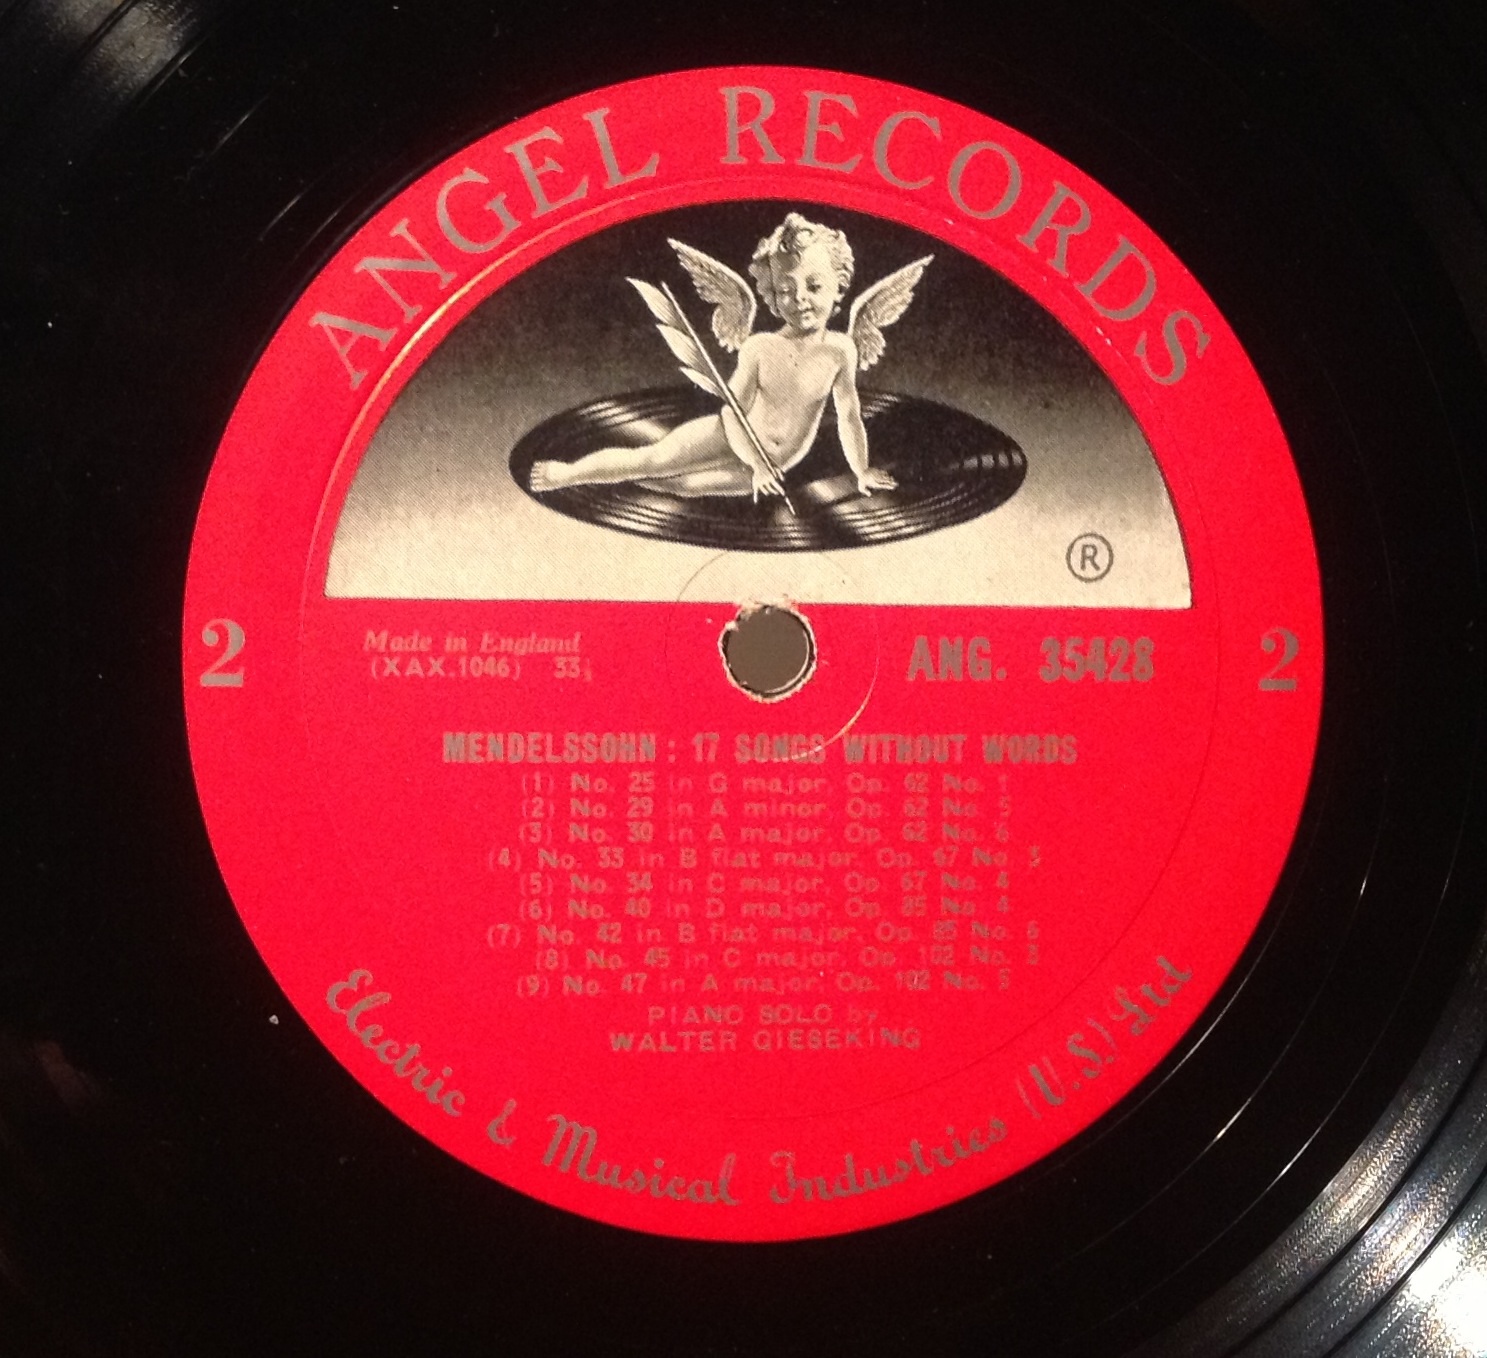 ANGEL RECORDS
®
2
2
Made in England
(XAX.1046) 33⅓
ANG. 35428
MENDELSSOHN : 17 SONGS WITHOUT WORDS
(1) No. 25 in G major, Op. 62 No. 1
(2) No. 29 in A minor, Op. 62 No. 5
(3) No. 30 in A major, Op. 62 No. 6
(4) No. 33 in B flat major, Op. 67 No. 3
(5) No. 34 in C major, Op. 67 No. 4
(6) No. 40 in D major, Op. 85 No. 4
(7) No. 42 in B flat major, Op. 85 No. 6
(8) No. 45 in C major, Op. 102 No. 3
(9) No. 47 in A major, Op. 102 No. 5
PIANO SOLO by
WALTER GIESEKING
Electric & Musical Industries (U.S.) Ltd